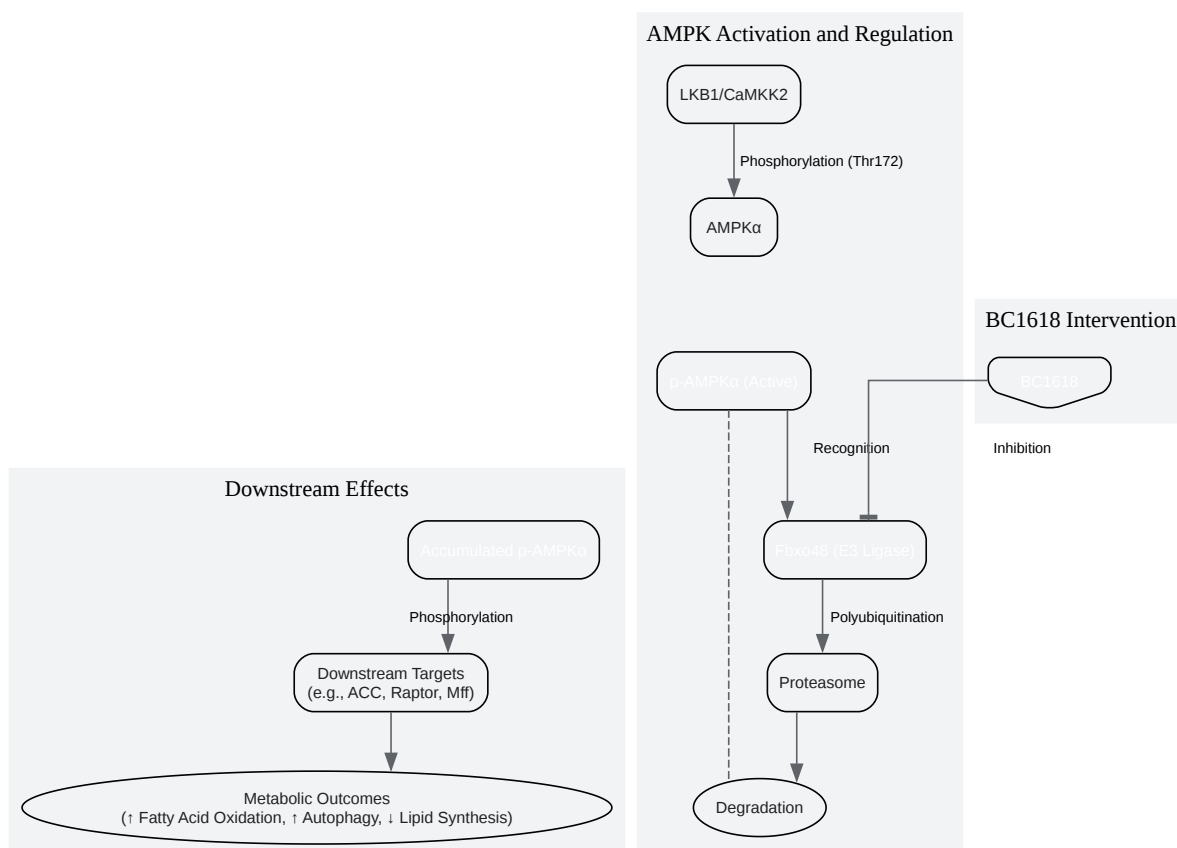 AMPK Activation and Regulation
LKB1/CaMKK2
Phosphorylation (Thr172)
AMPKα
BC1618 Intervention
p-AMPKα (Active)
BC1618
Recognition
Inhibition
Downstream Effects
Accumulated p-AMPKα
Fbxo48 (E3 Ligase)
Phosphorylation
Polyubiquitination
Downstream Targets
(e.g., ACC, Raptor, Mff)
Proteasome
Metabolic Outcomes
(↑ Fatty Acid Oxidation, ↑ Autophagy, ↓ Lipid Synthesis)
Degradation